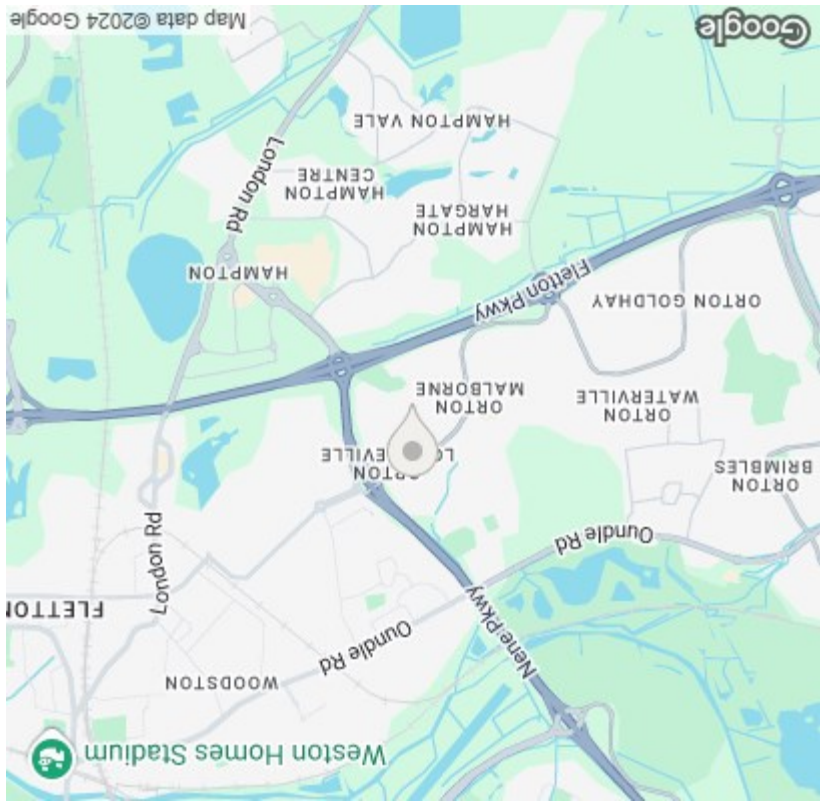 Weston Homes Stadium
WOODSTON
Nene Pkwy
Oundle Rd
FLETTON
Oundle Rd
London Rd
ORTON
BRIMBLES
ORTON
ORTON
WATERVILLE
ORTON
MALBORNE
ORTON GOLDHAY
Fletton Pkwy
HAMPTON
HAMPTON
HARGATE
HAMPTON
CENTRE
London Rd
HAMPTON VALE
Google
Map data ©2024 Google